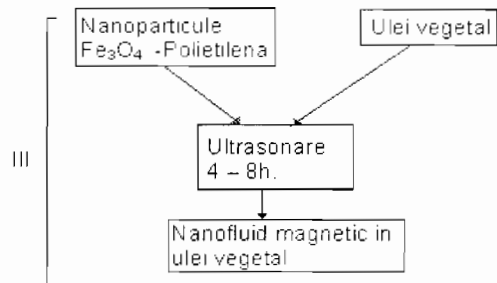 Nanoparticule
Fe₃O₄ -Polietilena
Ulei vegetal
III
Ultrasonare
4 – 8h.
Nanofluid magnetic in
ulei vegetal